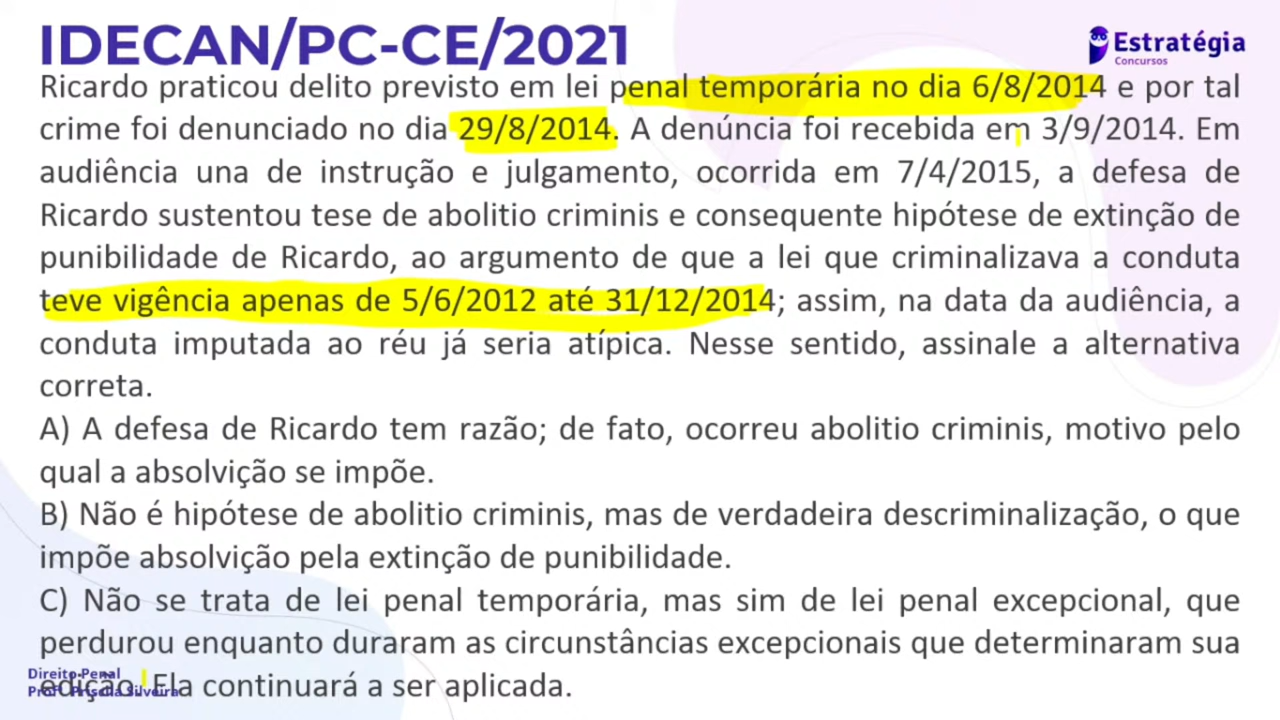 IDECAN/PC-CE/2021
Estratégia
Concursos
Ricardo praticou delito previsto em lei penal temporária no dia 6/8/2014 e por tal
crime foi denunciado no dia 29/8/2014. A denúncia foi recebida em 3/9/2014. Em
audiência una de instrução e julgamento, ocorrida em 7/4/2015, a defesa de
Ricardo sustentou tese de abolitio criminis e consequente hipótese de extinção de
punibilidade de Ricardo, ao argumento de que a lei que criminalizava a conduta
teve vigência apenas de 5/6/2012 até 31/12/2014; assim, na data da audiência, a
conduta imputada ao réu já seria atípica. Nesse sentido, assinale a alternativa
correta.
A) A defesa de Ricardo tem razão; de fato, ocorreu abolitio criminis, motivo pelo
qual a absolvição se impõe.
B) Não é hipótese de abolitio criminis, mas de verdadeira descriminalização, o que
impõe absolvição pela extinção de punibilidade.
C) Não se trata de lei penal temporária, mas sim de lei penal excepcional, que
perdurou enquanto duraram as circunstâncias excepcionais que determinaram sua
edição. Ela continuará a ser aplicada.
Direito Penal
Prof. Priscila Silveira